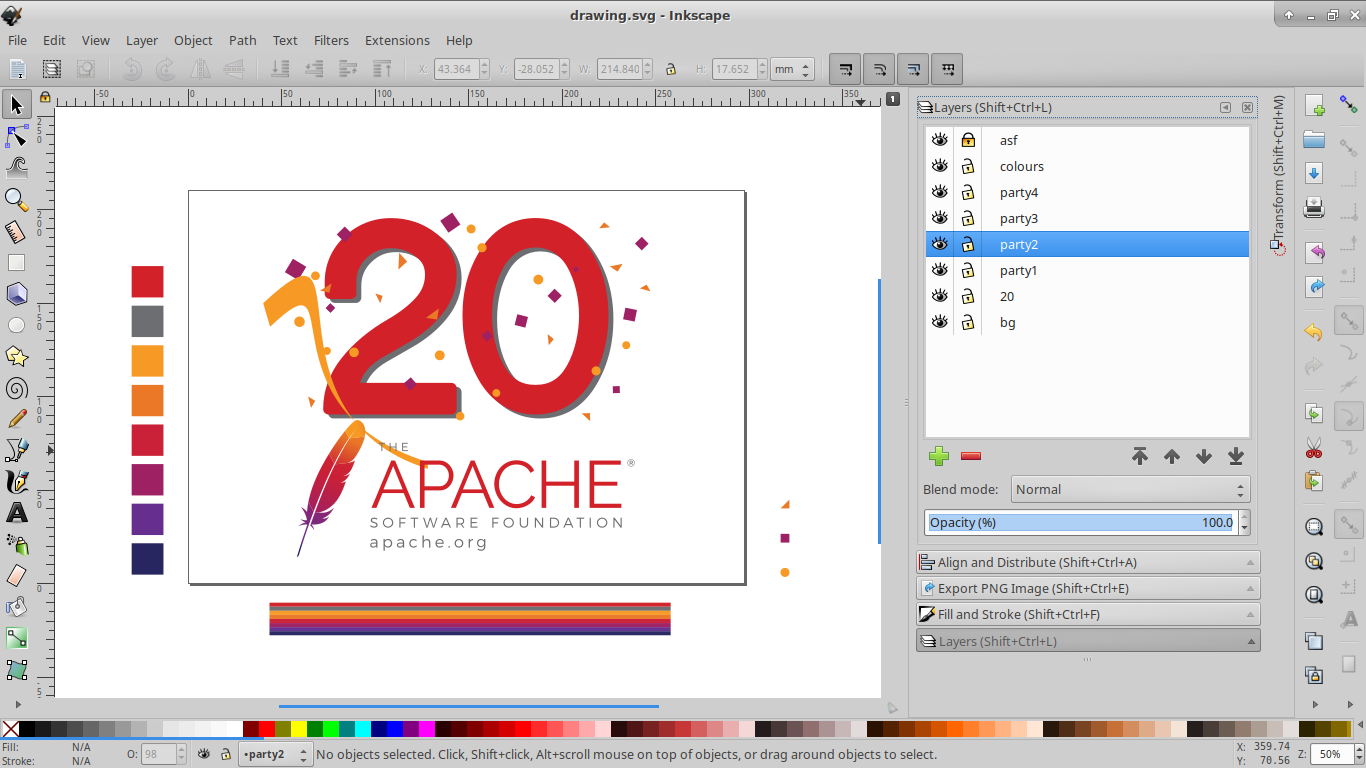 drawing.svg - Inkscape
File Edit View Layer Object Path Text Filters Extensions Help
X: 43.364 Y: -28.052 W: 214.840 H: 17.652 mm
-50 0 50 100 150 200 250 300 350
1
Layers (Shift+Ctrl+L)
Transform (Shift+Ctrl+M)
asf
colours
party4
party3
party2
party1
20
bg
20
THE
APACHE®
SOFTWARE FOUNDATION
apache.org
Blend mode: Normal
Opacity (%) 100.0
Align and Distribute (Shift+Ctrl+A)
Export PNG Image (Shift+Ctrl+E)
Fill and Stroke (Shift+Ctrl+F)
Layers (Shift+Ctrl+L)
Fill: N/A
Stroke: N/A
O: 98
•party2
No objects selected. Click, Shift+click, Alt+scroll mouse on top of objects, or drag around objects to select.
X: 359.74
Y: 70.56
Z: 50%